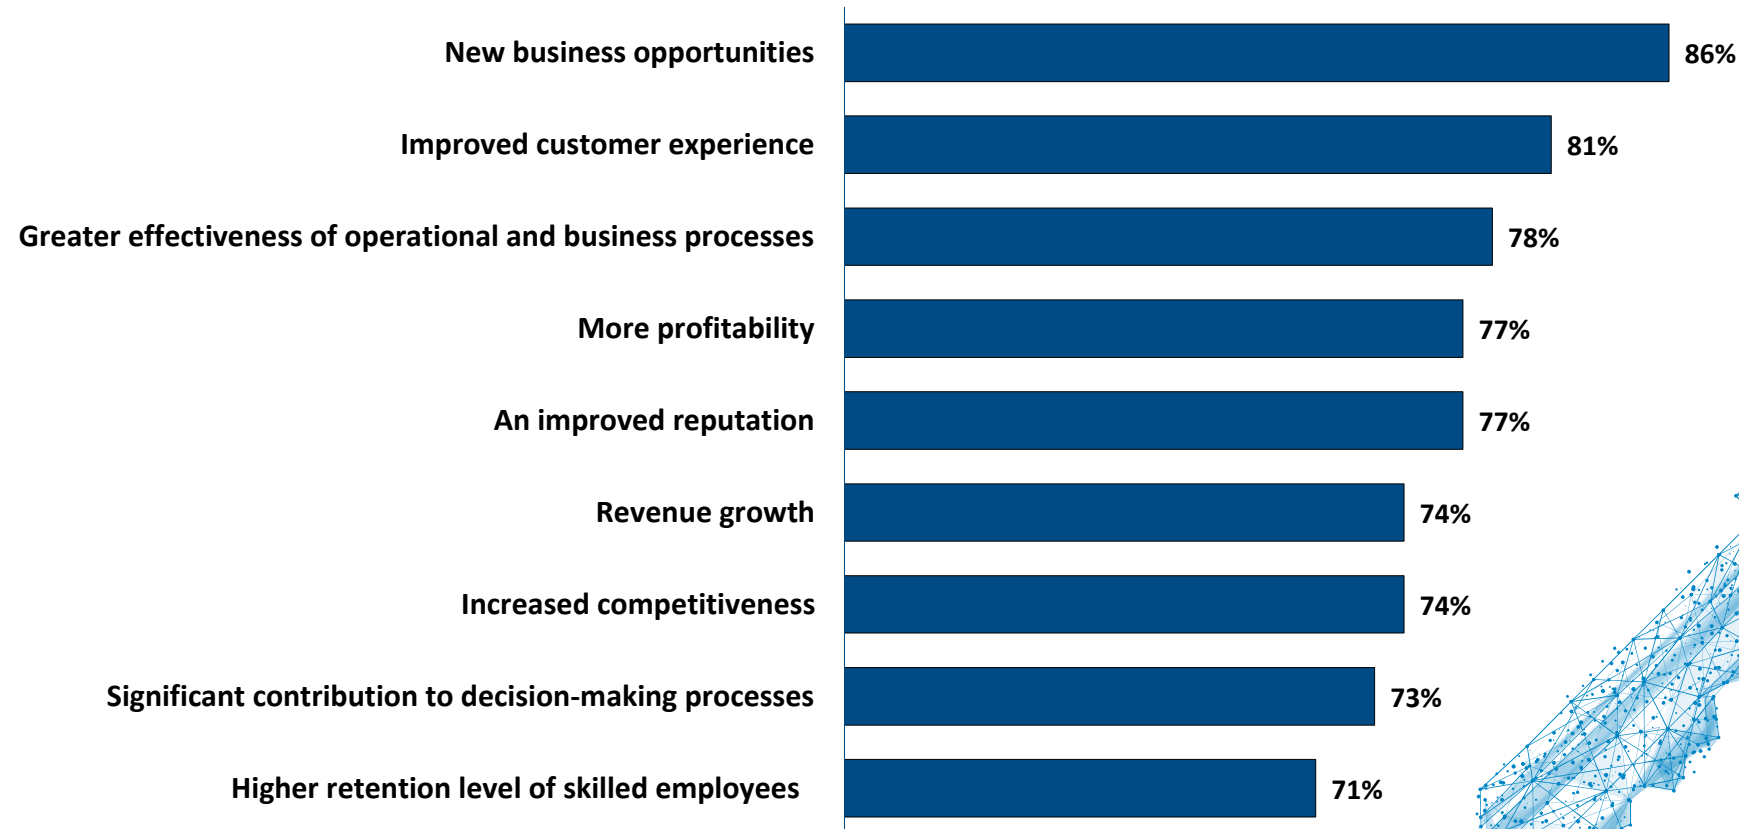 New business opportunities 86%
Improved customer experience 81%
Greater effectiveness of operational and business processes 78%
More profitability 77%
An improved reputation 77%
Revenue growth 74%
Increased competitiveness 74%
Significant contribution to decision-making processes 73%
Higher retention level of skilled employees 71%